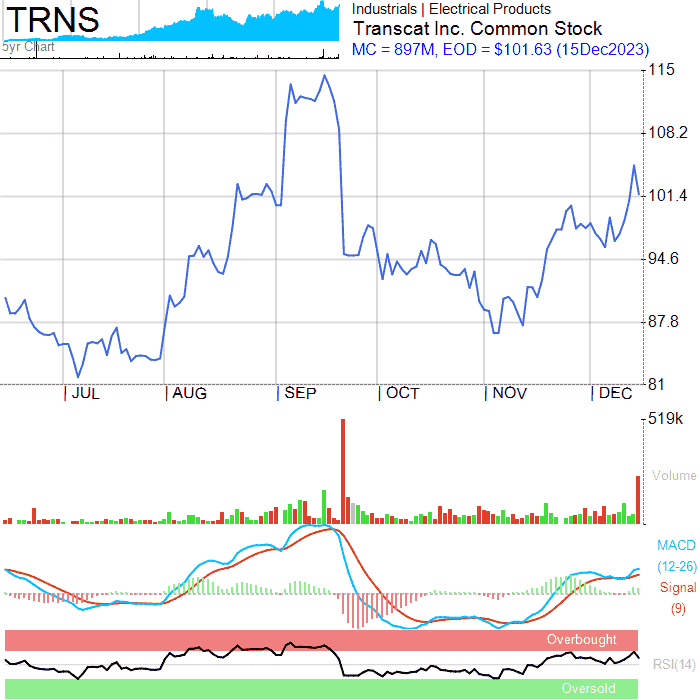 TRNS
5yr Chart
Industrials | Electrical Products
Transcat Inc. Common Stock
MC = 897M, EOD = $101.63 (15Dec2023)
115
108.2
101.4
94.6
87.8
81
JUL AUG SEP OCT NOV DEC
519k
Volume
MACD
(12-26)
Signal
(9)
Overbought
RSI(14)
Oversold